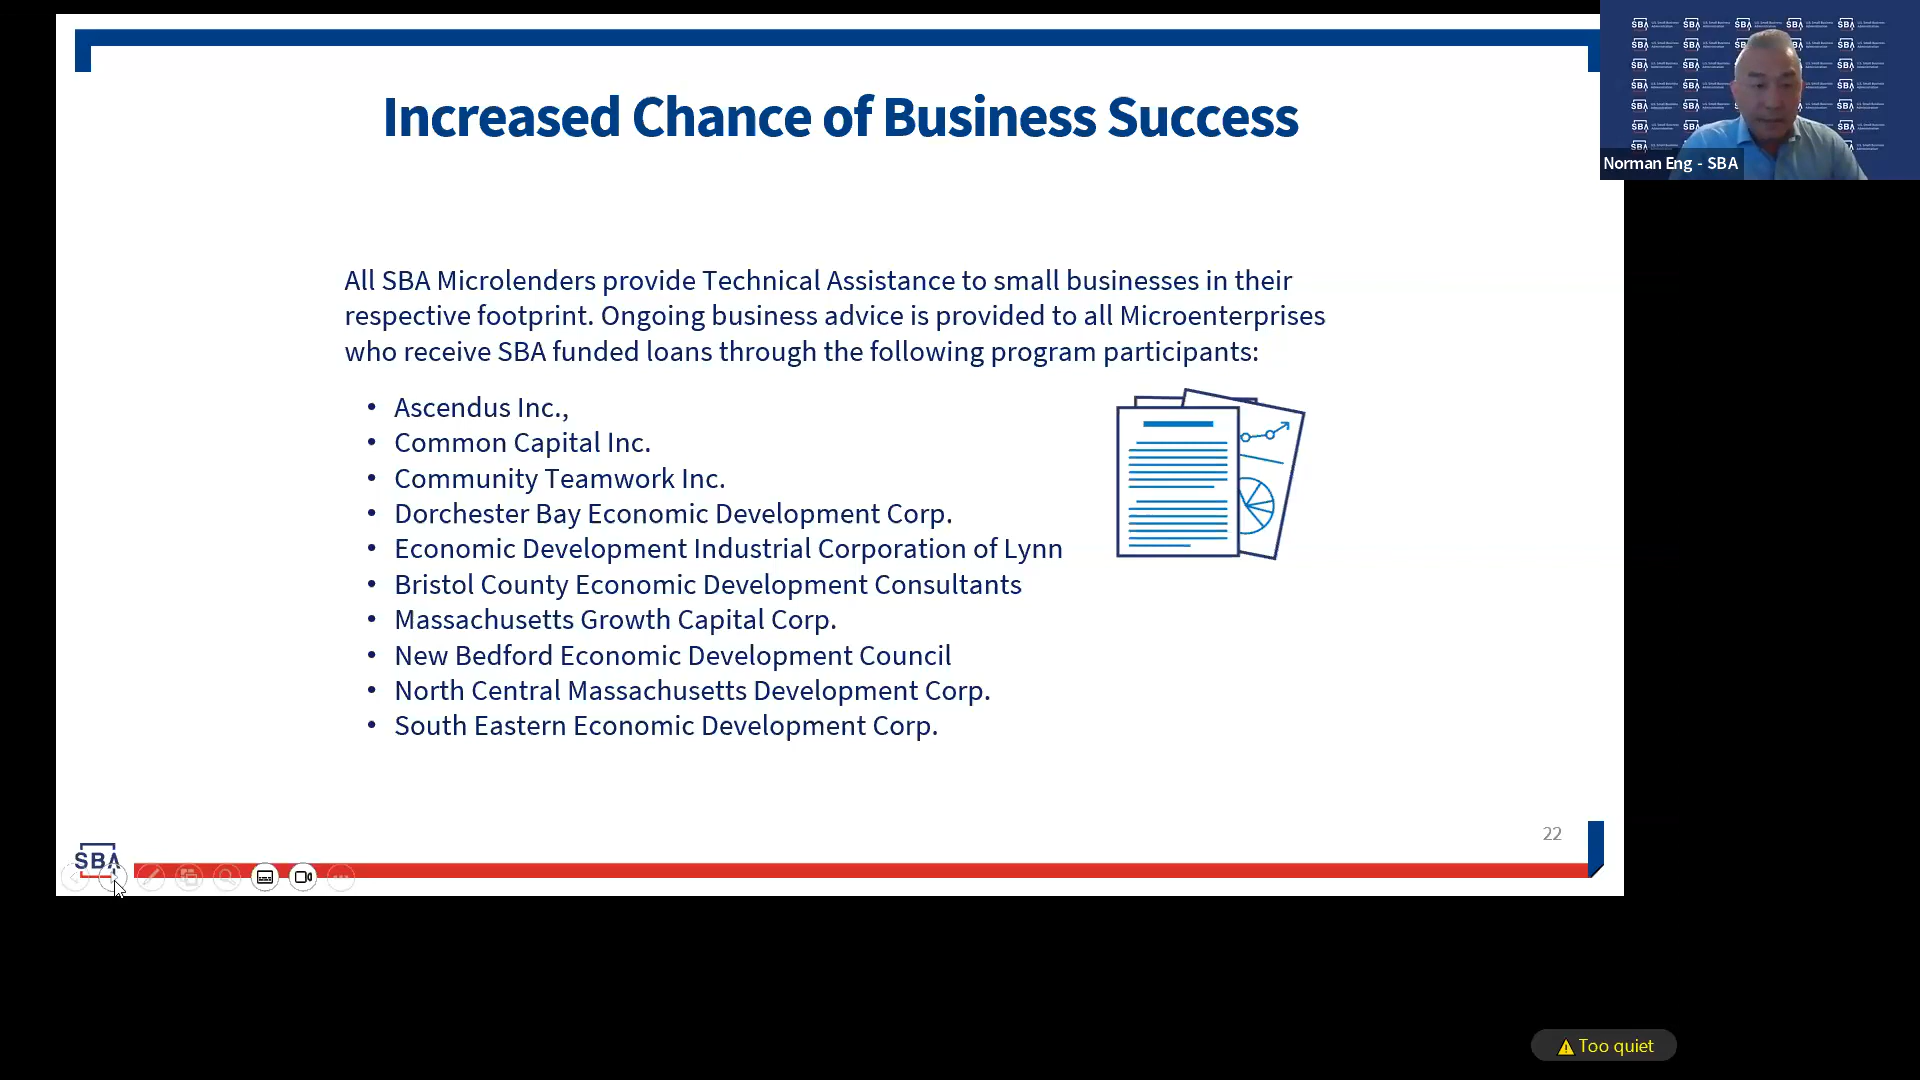 Increased Chance of Business Success
All SBA Microlenders provide Technical Assistance to small businesses in their
respective footprint. Ongoing business advice is provided to all Microenterprises
who receive SBA funded loans through the following program participants:
• Ascendus Inc.,
• Common Capital Inc.
• Community Teamwork Inc.
• Dorchester Bay Economic Development Corp.
• Economic Development Industrial Corporation of Lynn
• Bristol County Economic Development Consultants
• Massachusetts Growth Capital Corp.
• New Bedford Economic Development Council
• North Central Massachusetts Development Corp.
• South Eastern Economic Development Corp.
22
SBA
Norman Eng - SBA
Too quiet